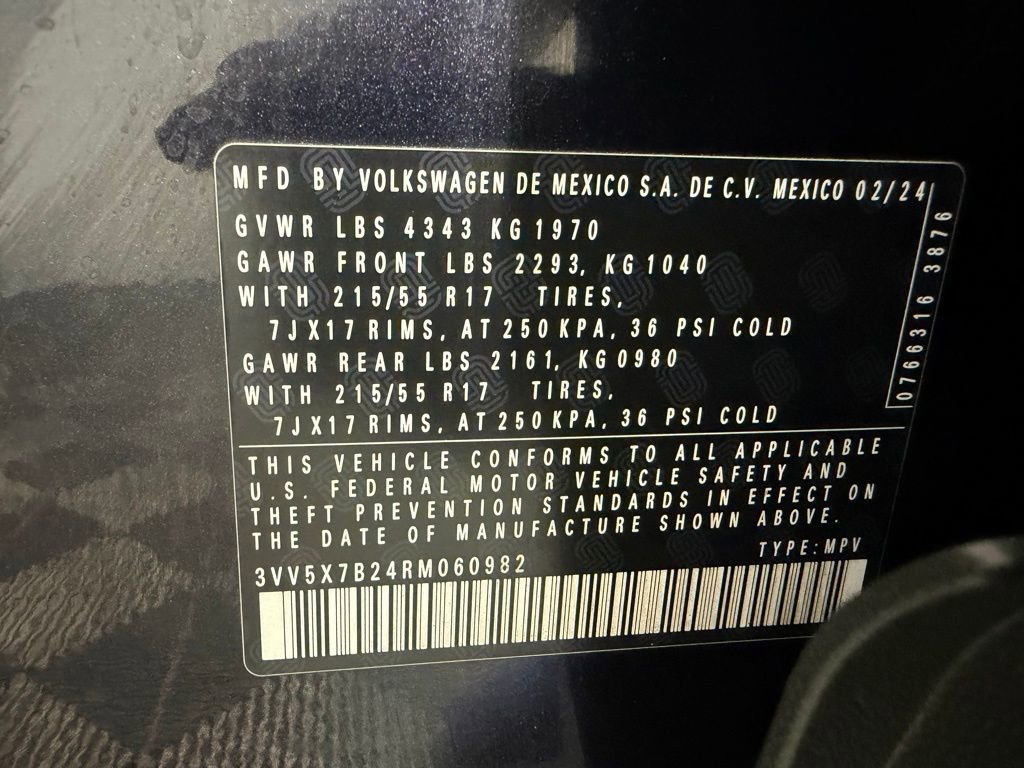 MFD BY VOLKSWAGEN DE MEXICO S.A. DE C.V. MEXICO 02/24
GVWR LBS 4343 KG 1970
GAWR FRONT LBS 2293, KG 1040
WITH 215/55 R17 TIRES,
7JX17 RIMS, AT 250 KPA, 36 PSI COLD
GAWR REAR LBS 2161, KG 0980
WITH 215/55 R17 TIRES,
7JX17 RIMS, AT 250 KPA, 36 PSI COLD
0766316 3876
THIS VEHICLE CONFORMS TO ALL APPLICABLE
U.S. FEDERAL MOTOR VEHICLE SAFETY AND
THEFT PREVENTION STANDARDS IN EFFECT ON
THE DATE OF MANUFACTURE SHOWN ABOVE.
TYPE: MPV
3VV5X7B24RM060982